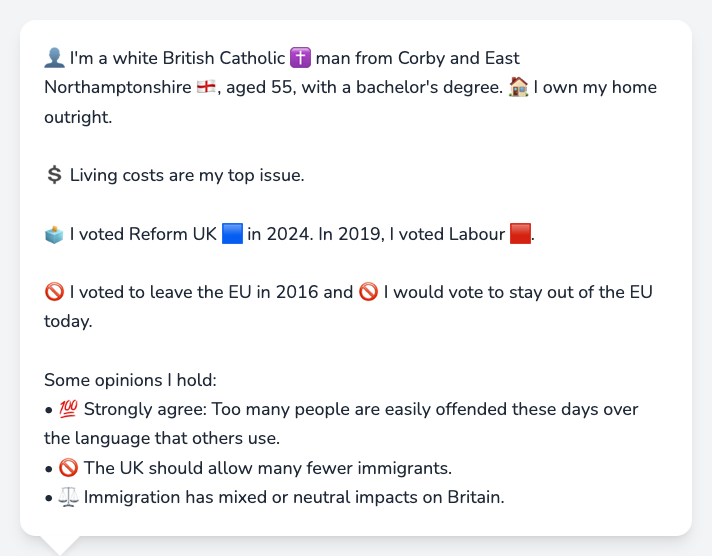 👤 I'm a white British Catholic ✝️ man from Corby and East
Northamptonshire 🏴󠁧󠁢󠁥󠁮󠁧󠁿, aged 55, with a bachelor's degree. 🏠 I own my home
outright.
💲 Living costs are my top issue.
🗳️ I voted Reform UK 🟦 in 2024. In 2019, I voted Labour 🟥.
🚫 I voted to leave the EU in 2016 and 🚫 I would vote to stay out of the EU
today.
Some opinions I hold:
• 💯 Strongly agree: Too many people are easily offended these days over
the language that others use.
• 🚫 The UK should allow many fewer immigrants.
• ⚖️ Immigration has mixed or neutral impacts on Britain.